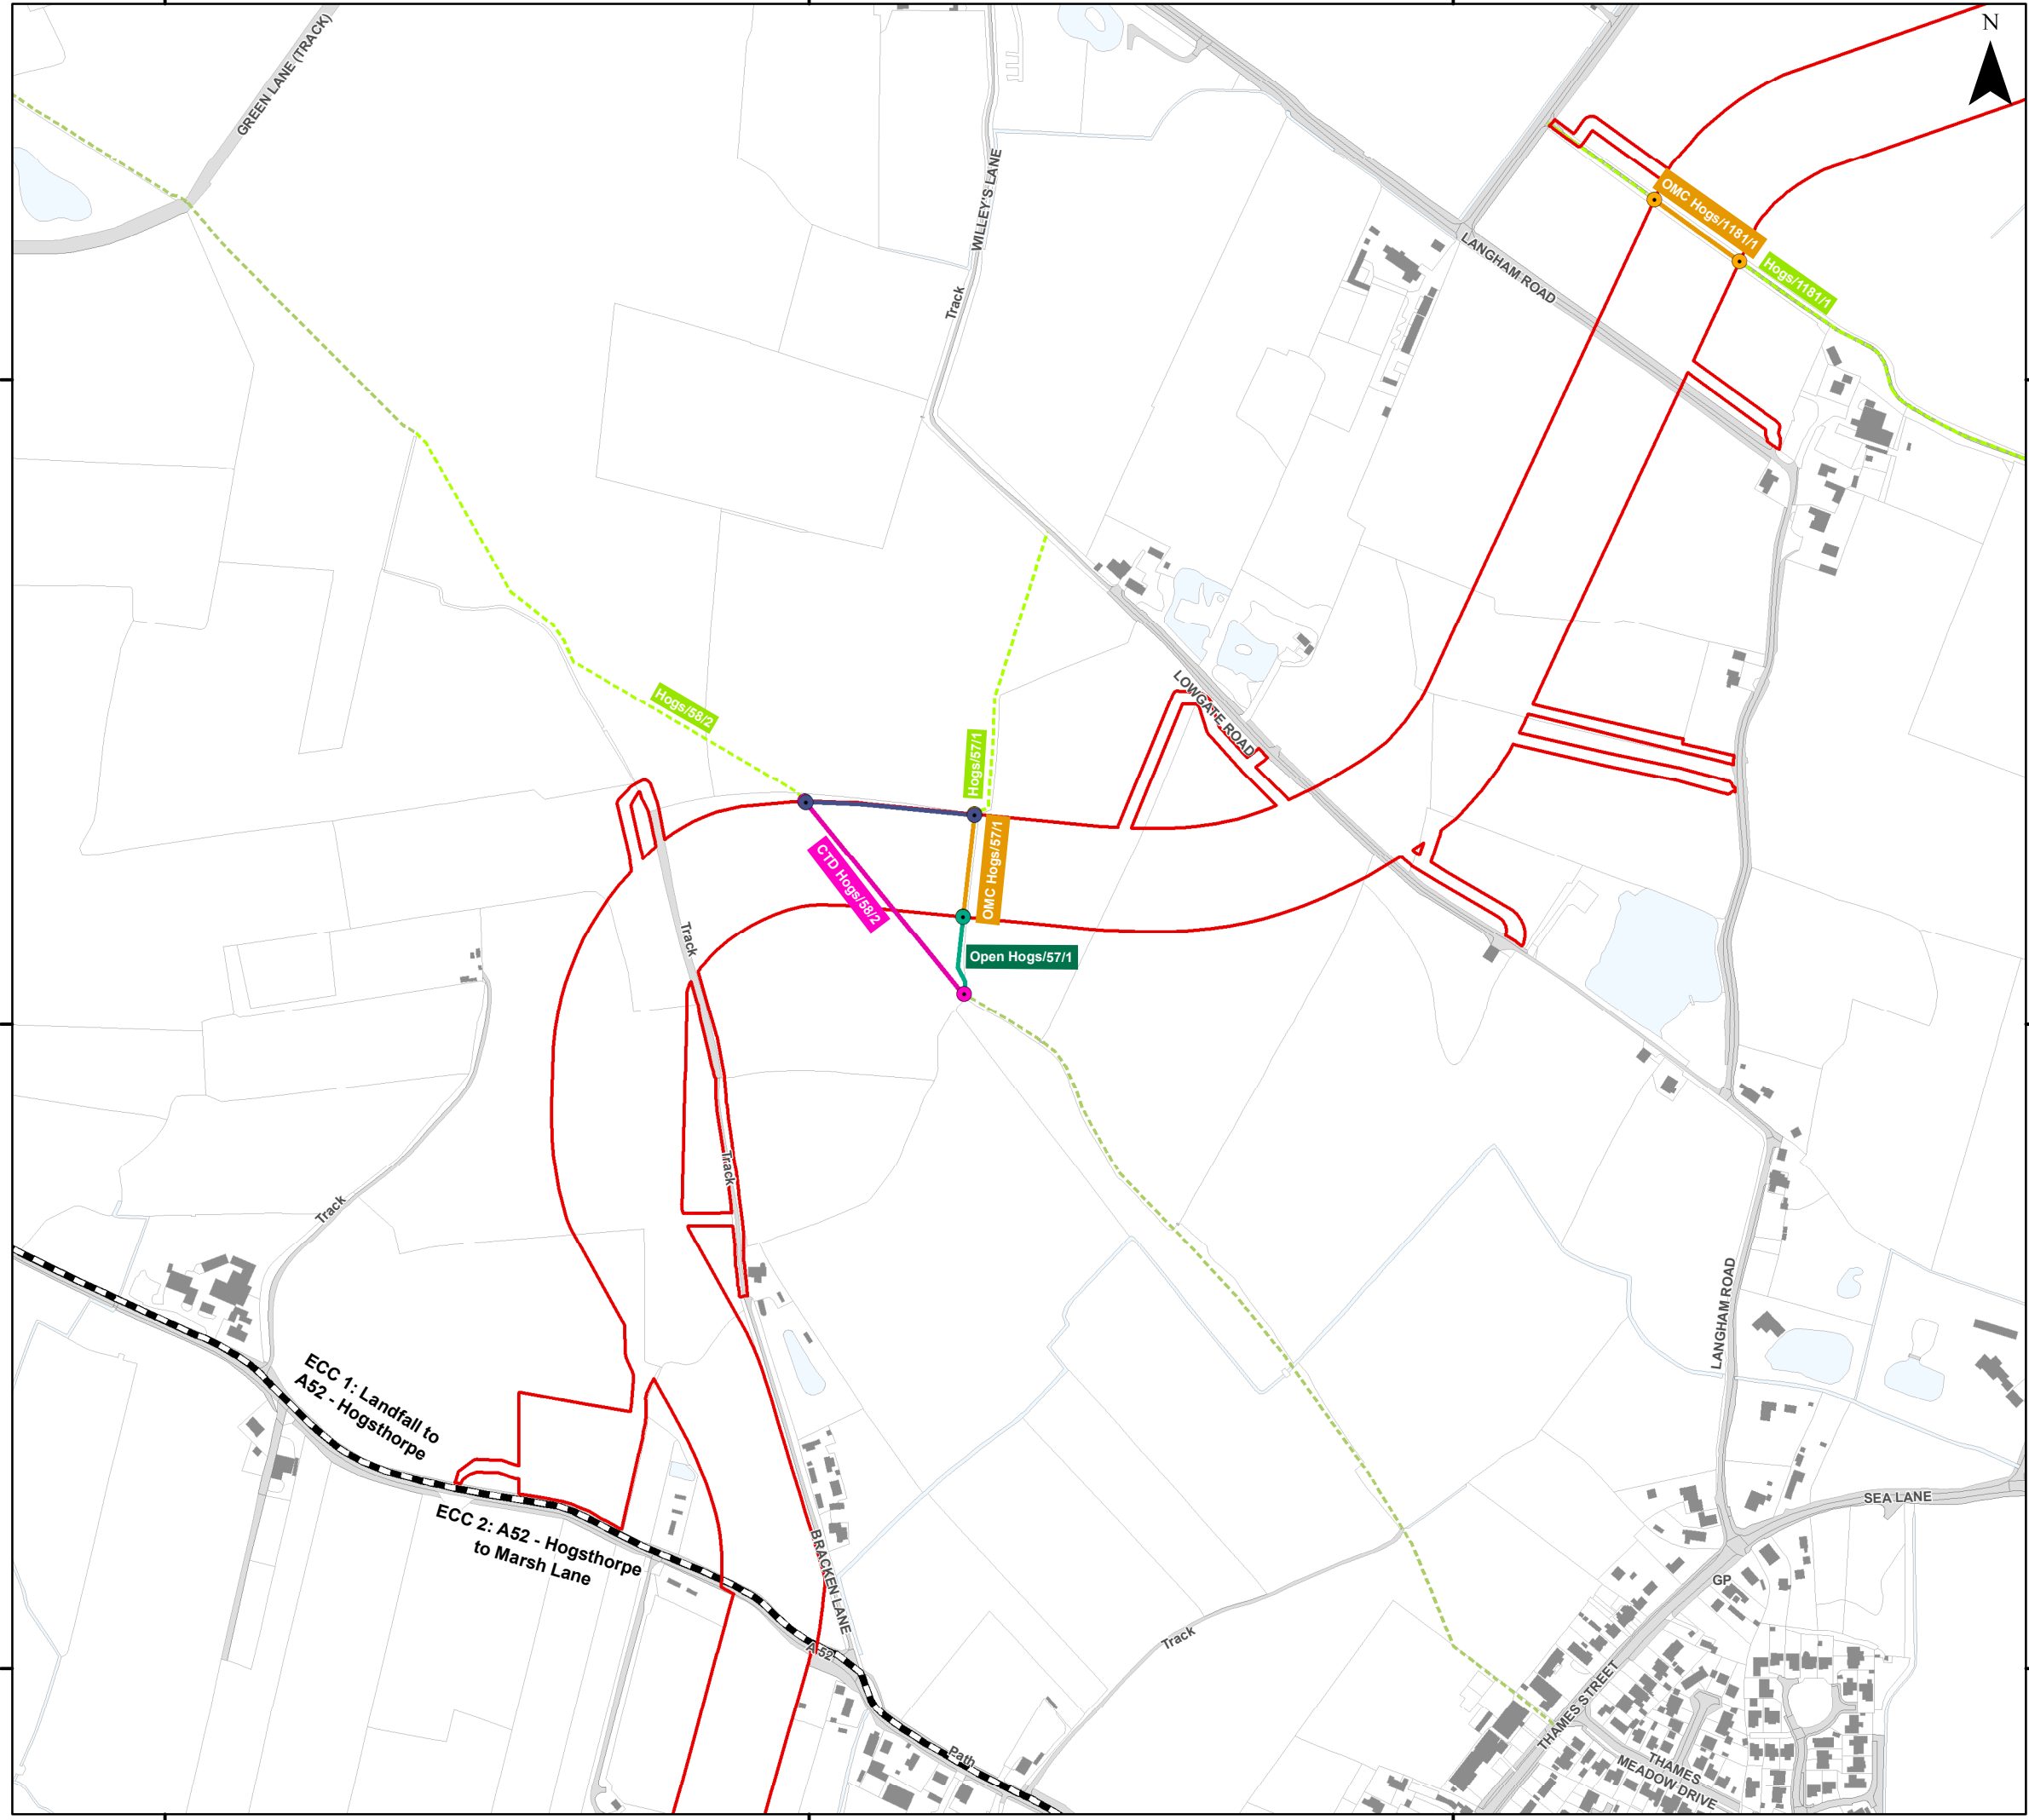 N
GREEN LANE (TRACK)
WILLEY'S LANE
Track
OMC Hogs/1181/1
LANGHAM ROAD
Hogs/1181/1
Hogs/58/2
LOWGATE ROAD
Hogs/57/1
CTD Hogs/58/2
OMC Hogs/57/1
Track
Open Hogs/57/1
Track
Track
LANGHAM ROAD
ECC 1: Landfall to
A52 - Hogsthorpe
ECC 2: A52 - Hogsthorpe
to Marsh Lane
SEA LANE
BRACKEN LANE
GP
Track
A 52
THAMES STREET
Path
THAMES
MEADOW DRIVE